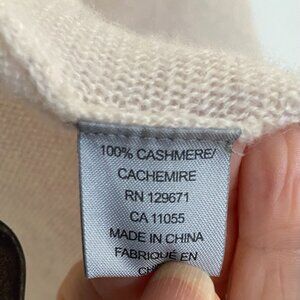 100% CASHMERE/
CACHEMIRE
RN 129671
CA 11055
MADE IN CHINA
FABRIQUÉ EN